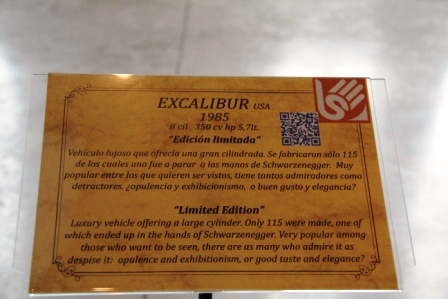 EXCALIBUR USA
1985
8 cil 350 cv hp 5,7lt.
"Edición limitada"
Vehículo lujoso que ofrecía una gran cilindrada. Se fabricaron sólo 115
de los cuales uno fue a parar a las manos de Schwarzenegger. Muy
popular entre los que quieren ser vistos, tiene tantos admiradores como
detractores. ¿opulencia y exhibicionismo, o buen gusto y elegancia?
"Limited Edition"
Luxury vehicle offering a large cylinder. Only 115 were made, one of
which ended up in the hands of Schwarzenegger. Very popular among
those who want to be seen, there are as many who admire it as
despise it: opulence and exhibitionism, or good taste and elegance?